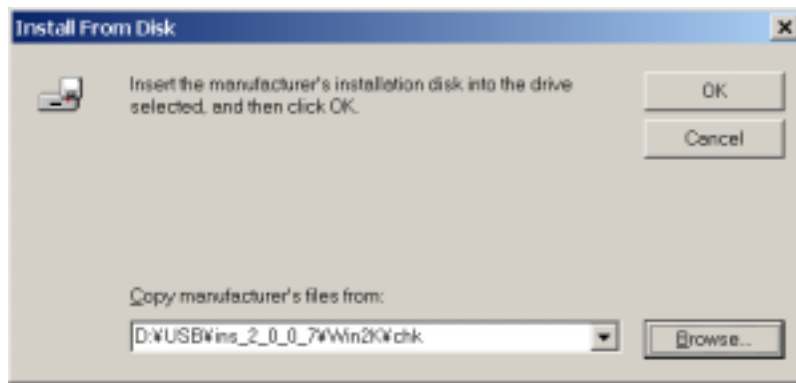 Install From Disk
Insert the manufacturer's installation disk into the drive
selected, and then click OK.
OK
Cancel
Copy manufacturer's files from:
D:¥USB¥ins_2_0_0_7¥Win2K¥chk
Browse...